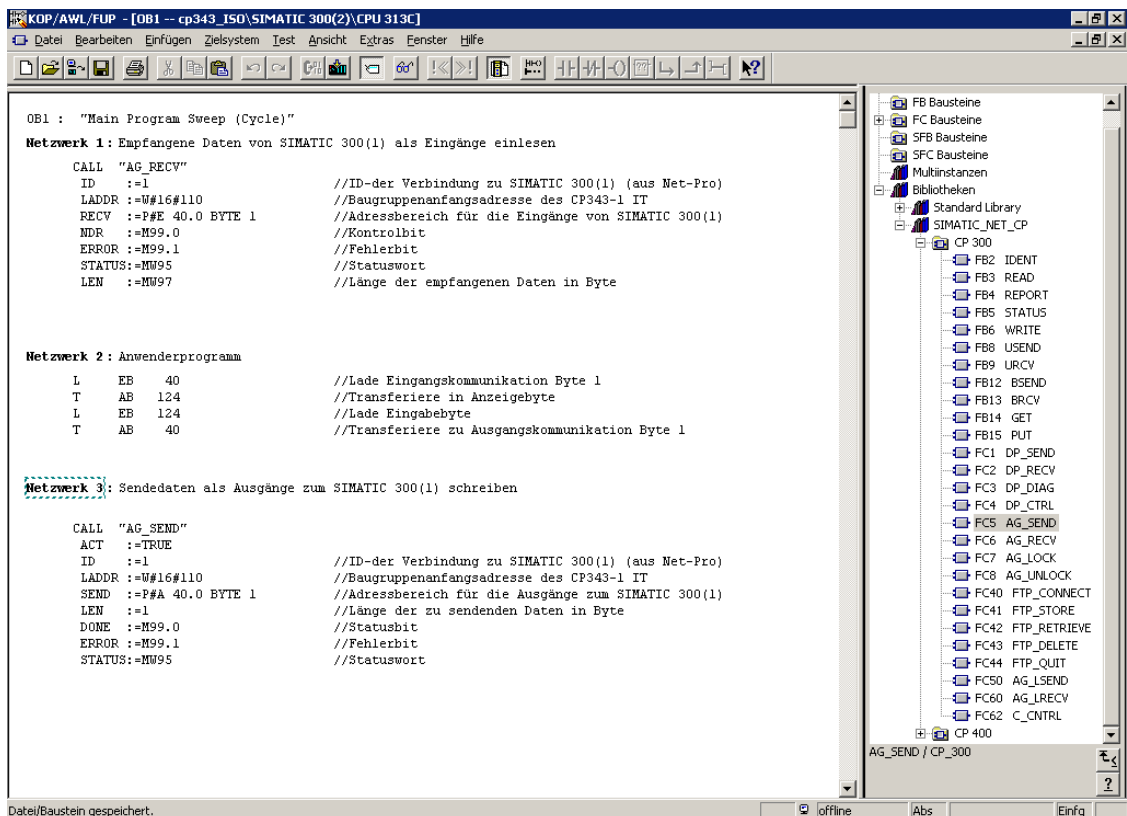 KOP/AWL/FUP - [OB1 -- cp343_ISO\SIMATIC 300(2)\CPU 313C]
Datei Bearbeiten Einfügen Zielsystem Test Ansicht Extras Fenster Hilfe
OB1 : "Main Program Sweep (Cycle)"
Netzwerk 1: Empfangene Daten von SIMATIC 300(1) als Eingänge einlesen
CALL "AG_RECV"
ID :=1 //ID-der Verbindung zu SIMATIC 300(1) (aus Net-Pro)
LADDR :=W#16#110 //Baugruppenanfangsadresse des CP343-1 IT
RECV :=P#E 40.0 BYTE 1 //Adressbereich für die Eingänge von SIMATIC 300(1)
NDR :=M99.0 //Kontrolbit
ERROR :=M99.1 //Fehlerbit
STATUS:=MW95 //Statuswort
LEN :=MW97 //Länge der empfangenen Daten in Byte
Netzwerk 2: Anwenderprogramm
L EB 40 //Lade Eingangskommunikation Byte 1
T AB 124 //Transferiere in Anzeigebyte
L EB 124 //Lade Eingabebyte
T AB 40 //Transferiere zu Ausgangskommunikation Byte 1
Netzwerk 3: Sendedaten als Ausgänge zum SIMATIC 300(1) schreiben
CALL "AG_SEND"
ACT :=TRUE
ID :=1 //ID-der Verbindung zu SIMATIC 300(1) (aus Net-Pro)
LADDR :=W#16#110 //Baugruppenanfangsadresse des CP343-1 IT
SEND :=P#A 40.0 BYTE 1 //Adressbereich für die Ausgänge zum SIMATIC 300(1)
LEN :=1 //Länge der zu sendenden Daten in Byte
DONE :=M99.0 //Statusbit
ERROR :=M99.1 //Fehlerbit
STATUS:=MW95 //Statuswort
FB Bausteine
FC Bausteine
SFB Bausteine
SFC Bausteine
Multiinstanzen
Bibliotheken
Standard Library
SIMATIC_NET_CP
CP 300
FB2 IDENT
FB3 READ
FB4 REPORT
FB5 STATUS
FB6 WRITE
FB8 USEND
FB9 URCV
FB12 BSEND
FB13 BRCV
FB14 GET
FB15 PUT
FC1 DP_SEND
FC2 DP_RECV
FC3 DP_DIAG
FC4 DP_CTRL
FC5 AG_SEND
FC6 AG_RECV
FC7 AG_LOCK
FC8 AG_UNLOCK
FC40 FTP_CONNECT
FC41 FTP_STORE
FC42 FTP_RETRIEVE
FC43 FTP_DELETE
FC44 FTP_QUIT
FC50 AG_LSEND
FC60 AG_LRECV
FC62 C_CNTRL
CP 400
AG_SEND / CP_300
Datei/Baustein gespeichert.
offline
Abs
Einfg